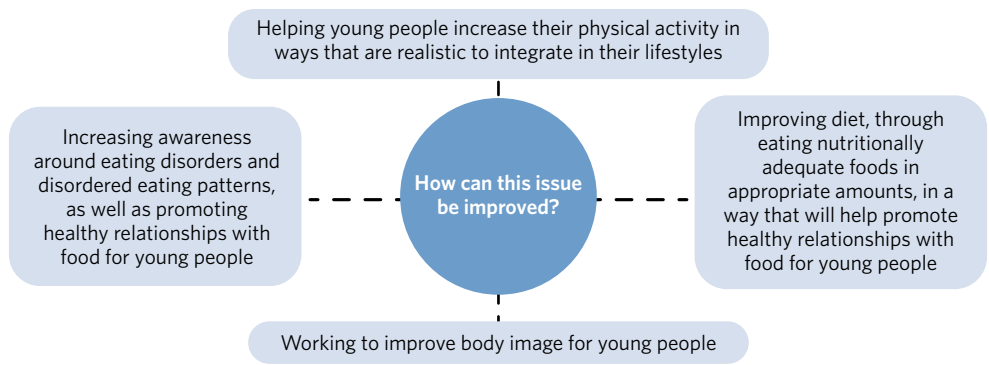 Helping young people increase their physical activity in
ways that are realistic to integrate in their lifestyles
Increasing awareness
around eating disorders and
disordered eating patterns,
as well as promoting
healthy relationships with
food for young people
How can this issue
be improved?
Improving diet, through
eating nutritionally
adequate foods in
appropriate amounts, in a
way that will help promote
healthy relationships with
food for young people
Working to improve body image for young people